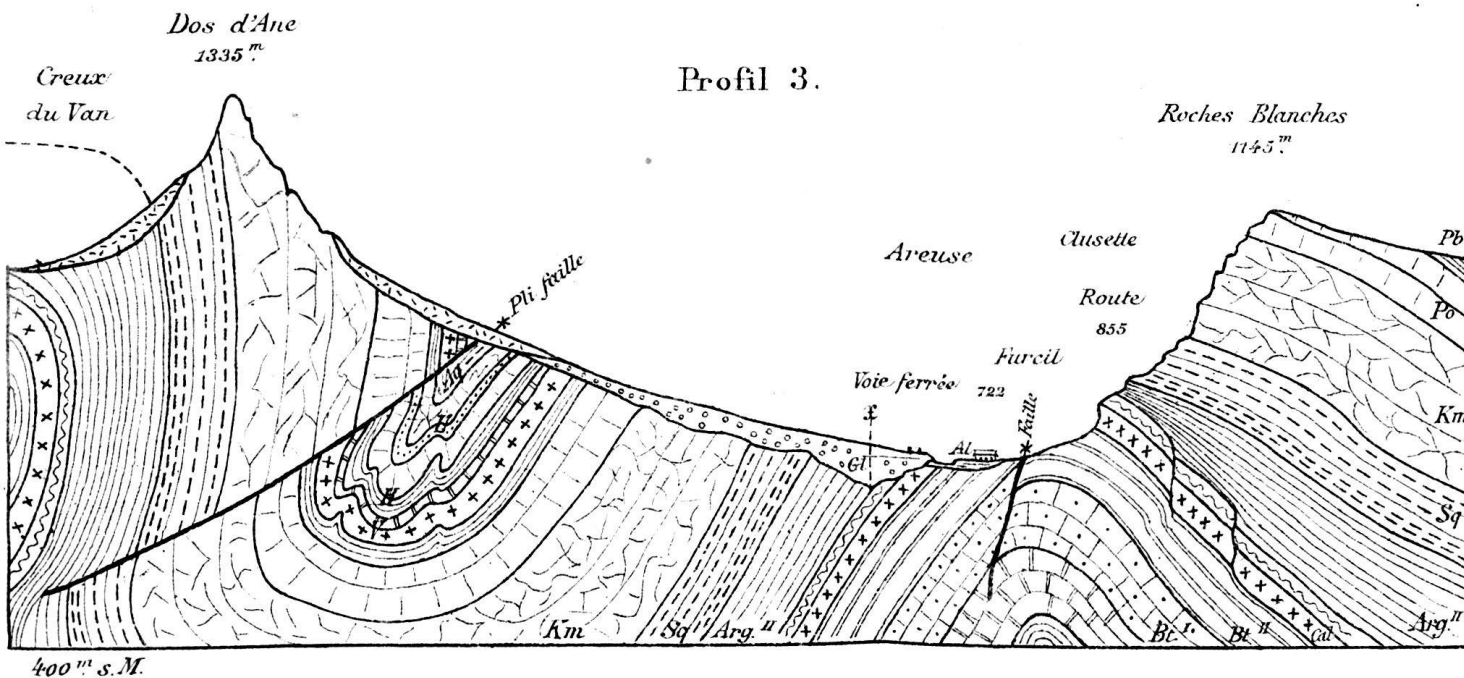 Dos d'Ane
1335.m
Creux
du Van
Profil 3.
Roches Blanches
1145.m
Pli faille
Areuse
Clusette
Route
855
Furcil
722
Voie ferrée
Faille
Pb
Po
Km
Sq
Arg.II
Aq
Gl
Al
Km
Sq
Arg.II
Bt I.
Bt II
Cal
400m. s.M.